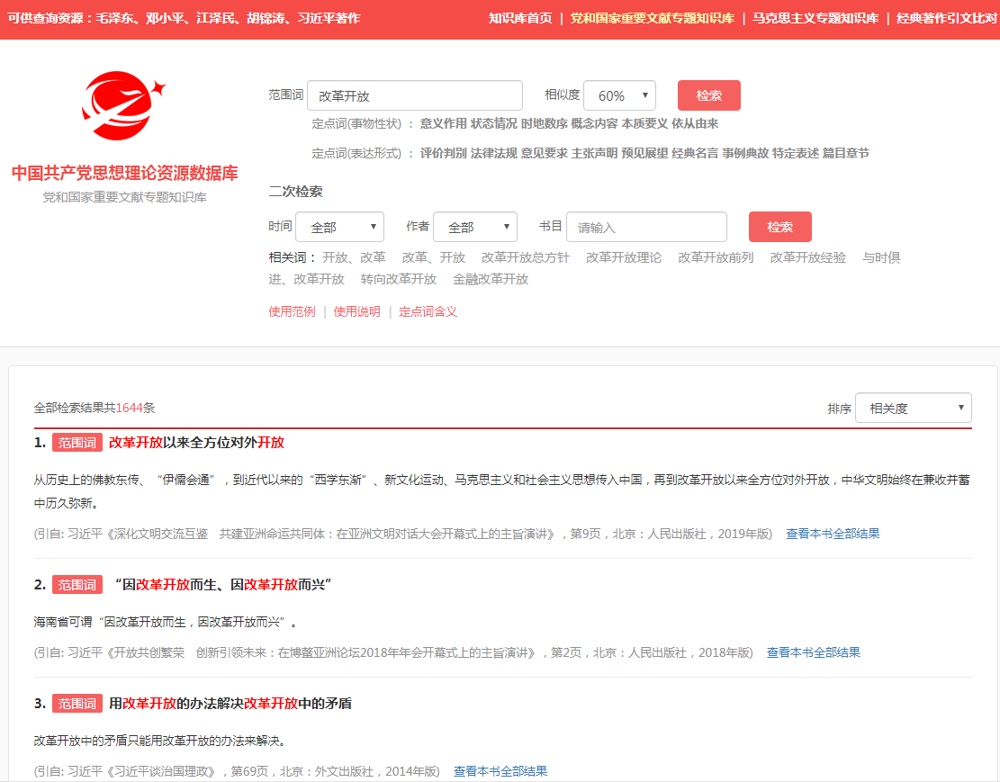 可供查询资源：毛泽东、邓小平、江泽民、胡锦涛、习近平著作
知识库首页 | 党和国家重要文献专题知识库 | 马克思主义专题知识库 | 经典著作引文比对
中国共产党思想理论资源数据库
党和国家重要文献专题知识库
范围词 改革开放 相似度 60% 检索
定点词(事物性状) ： 意义作用 状态情况 时地数序 概念内容 本质要义 依从由来
定点词(表达形式) ： 评价判别 法律法规 意见要求 主张声明 预见展望 经典名言 事例典故 特定表述 篇目章节
二次检索
时间 全部 作者 全部 书目 请输入 检索
相关词： 开放、改革 改革、开放 改革开放总方针 改革开放理论 改革开放前列 改革开放经验 与时俱
进、改革开放 转向改革开放 金融改革开放
使用范例 | 使用说明 | 定点词含义
全部检索结果共1644条
排序 相关度
1. 范围词 改革开放以来全方位对外开放
从历史上的佛教东传、“伊儒会通”，到近代以来的“西学东渐”、新文化运动、马克思主义和社会主义思想传入中国，再到改革开放以来全方位对外开放，中华文明始终在兼收并蓄
中历久弥新。
(引自: 习近平《深化文明交流互鉴 共建亚洲命运共同体：在亚洲文明对话大会开幕式上的主旨演讲》，第9页，北京：人民出版社，2019年版) 查看本书全部结果
2. 范围词 “因改革开放而生、因改革开放而兴”
海南省可谓“因改革开放而生，因改革开放而兴”。
(引自: 习近平《开放共创繁荣 创新引领未来：在博鳌亚洲论坛2018年年会开幕式上的主旨演讲》，第2页，北京：人民出版社，2018年版) 查看本书全部结果
3. 范围词 用改革开放的办法解决改革开放中的矛盾
改革开放中的矛盾只能用改革开放的办法来解决。
(引自: 习近平《习近平谈治国理政》，第69页，北京：外文出版社，2014年版) 查看本书全部结果